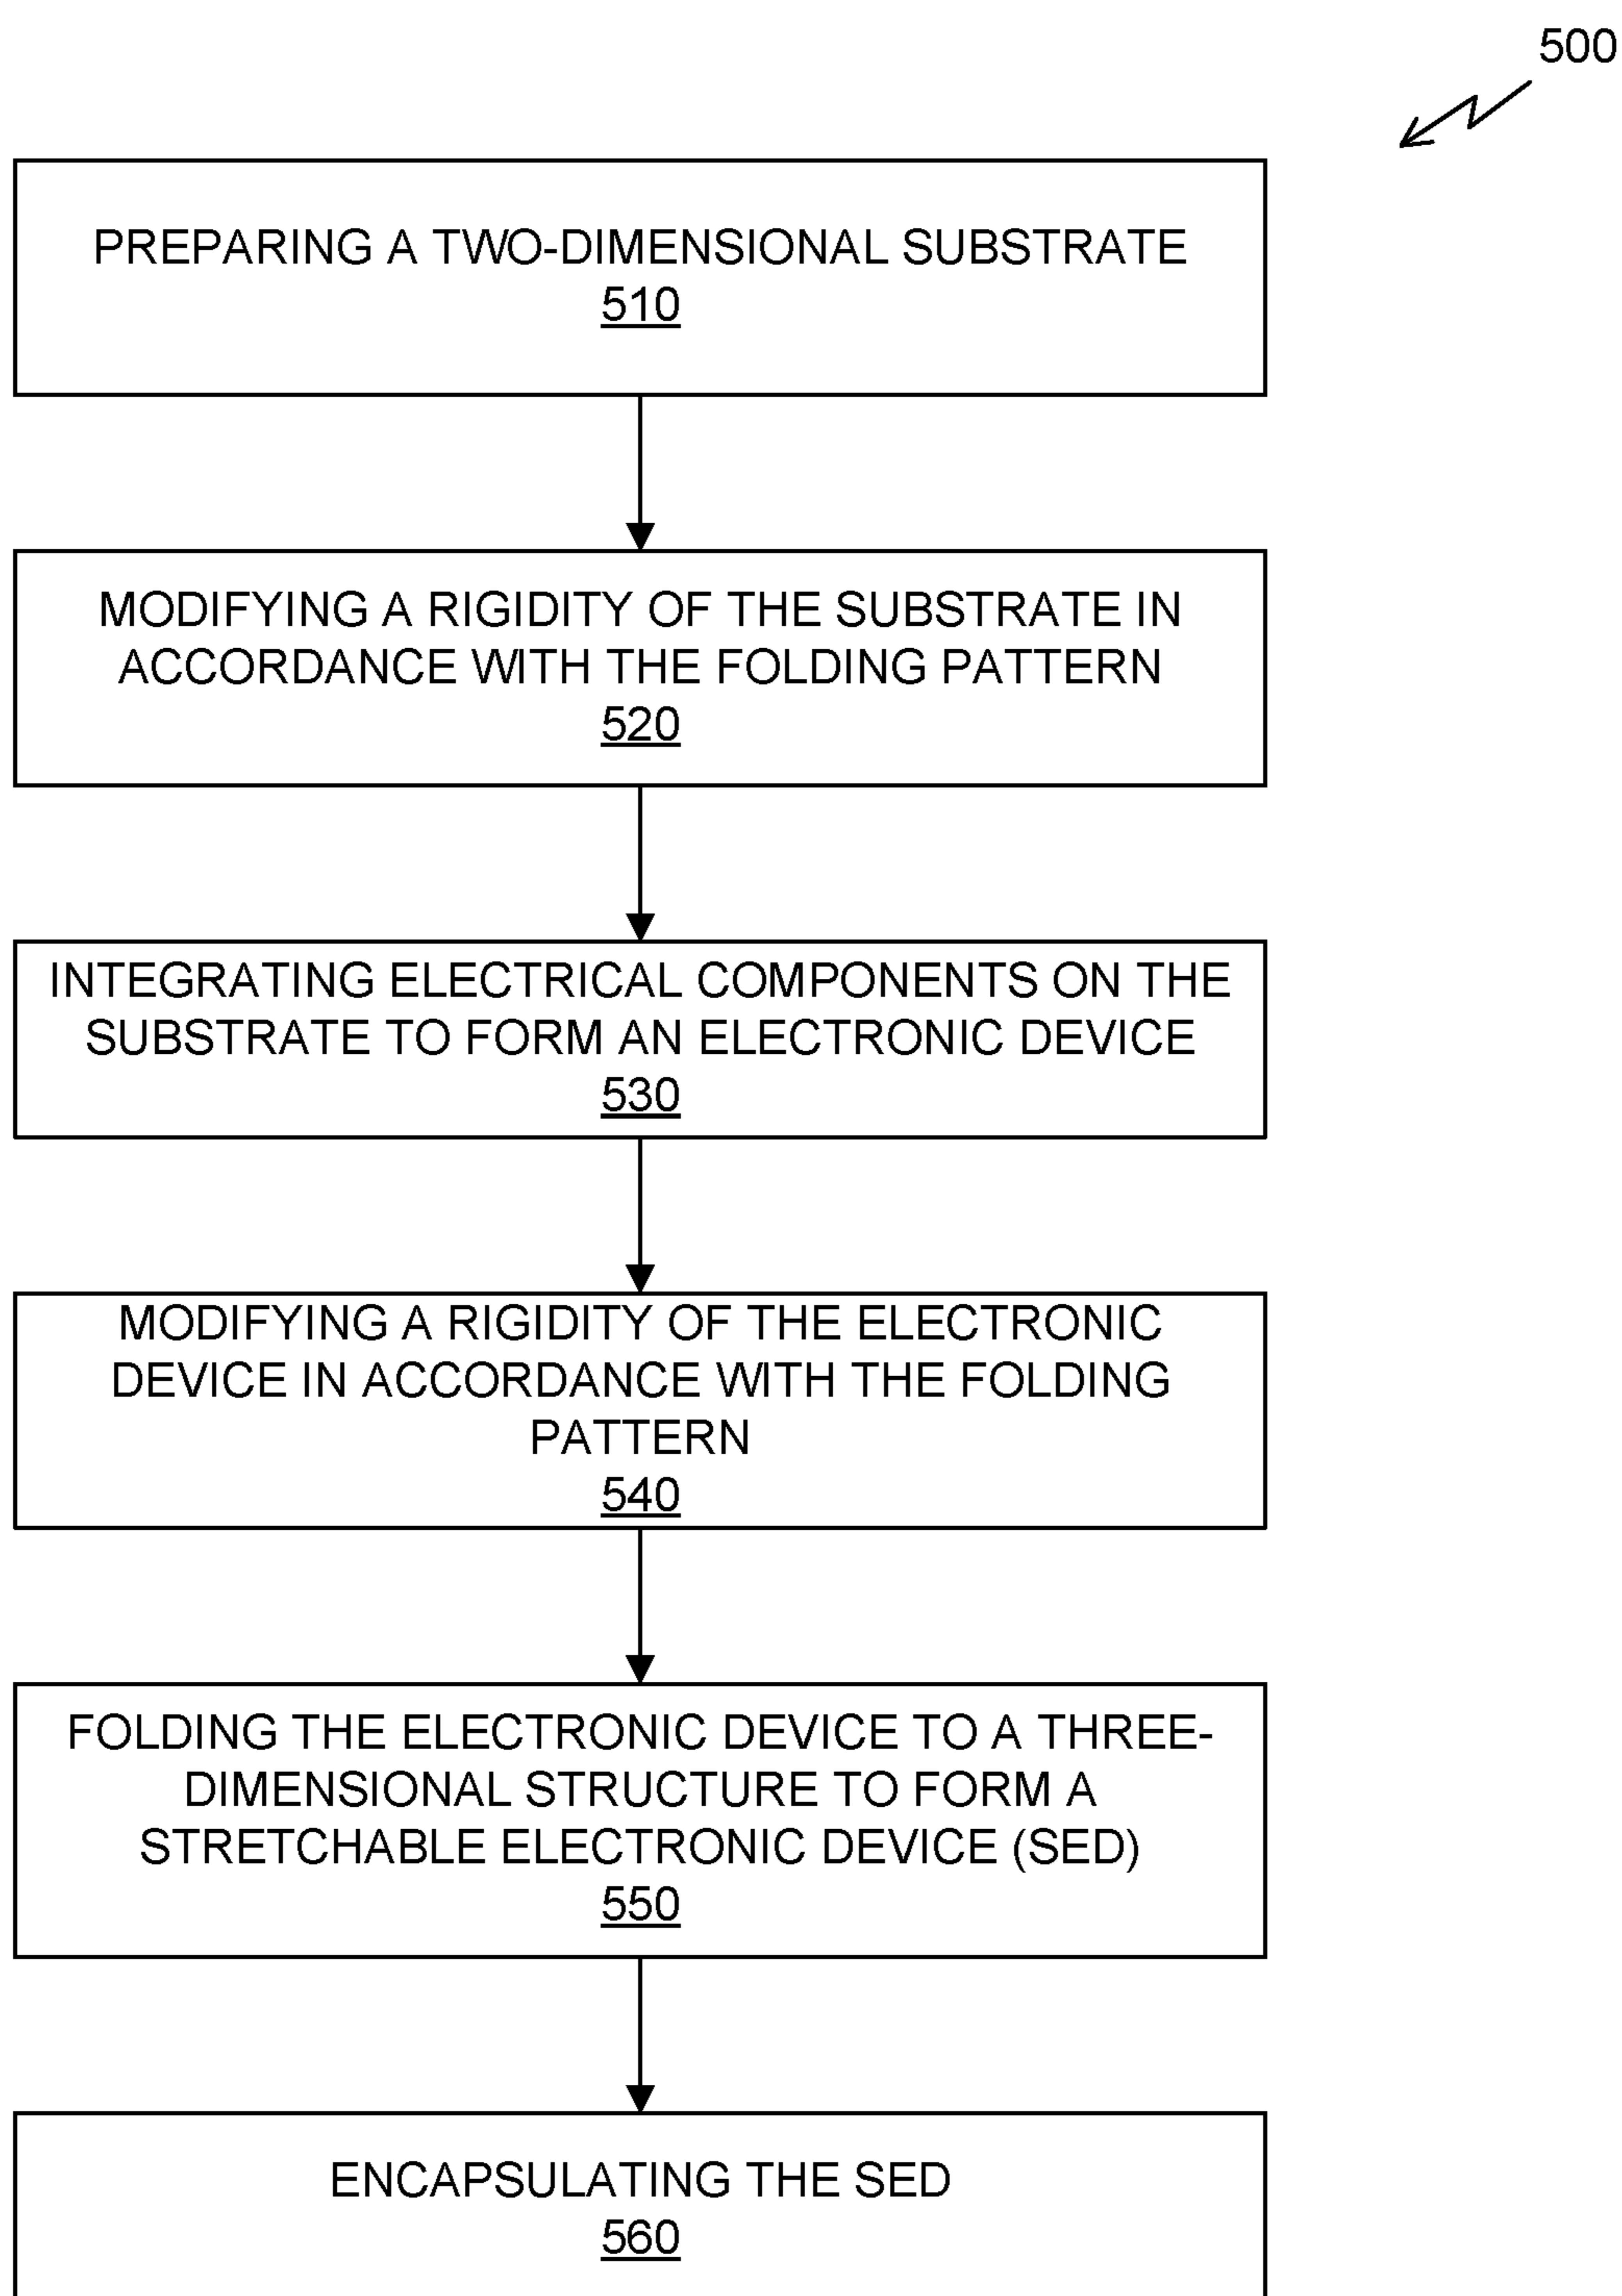 500
PREPARING A TWO-DIMENSIONAL SUBSTRATE
510
MODIFYING A RIGIDITY OF THE SUBSTRATE IN
ACCORDANCE WITH THE FOLDING PATTERN
520
INTEGRATING ELECTRICAL COMPONENTS ON THE
SUBSTRATE TO FORM AN ELECTRONIC DEVICE
530
MODIFYING A RIGIDITY OF THE ELECTRONIC
DEVICE IN ACCORDANCE WITH THE FOLDING
PATTERN
540
FOLDING THE ELECTRONIC DEVICE TO A THREE-
DIMENSIONAL STRUCTURE TO FORM A
STRETCHABLE ELECTRONIC DEVICE (SED)
550
ENCAPSULATING THE SED
560